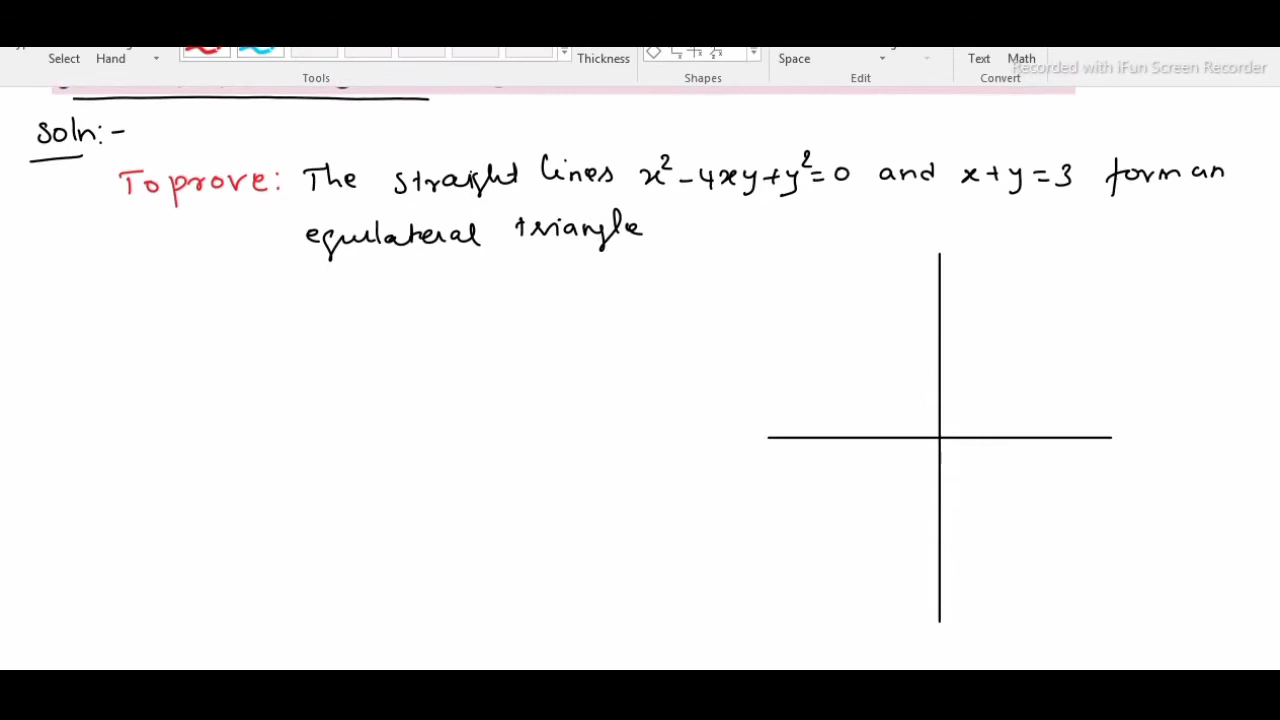 Select Hand Thickness Space Text Math
Tools Shapes Edit Convert
Recorded with iFun Screen Recorder
Soln:-
To prove: The straight lines x²-4xy+y²=0 and x+y=3 form an
equilateral triangle